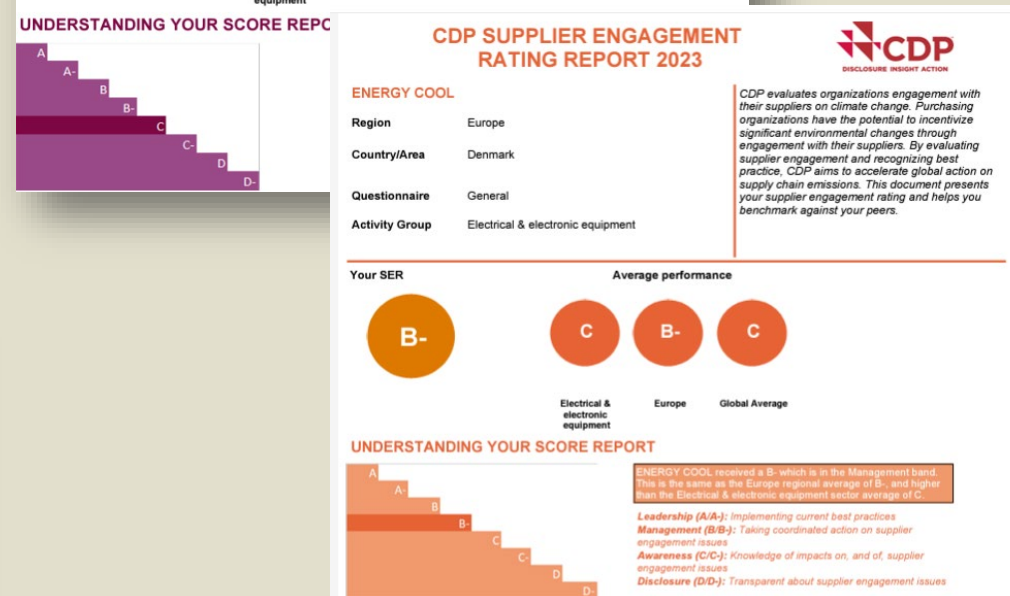 equipment
UNDERSTANDING YOUR SCORE REPO
A
A-
B
B-
C
C-
D
D-
CDP SUPPLIER ENGAGEMENT
RATING REPORT 2023
CDP
DISCLOSURE INSIGHT ACTION
ENERGY COOL
Region Europe
Country/Area Denmark
Questionnaire General
Activity Group Electrical & electronic equipment
CDP evaluates organizations engagement with
their suppliers on climate change. Purchasing
organizations have the potential to incentivize
significant environmental changes through
engagement with their suppliers. By evaluating
supplier engagement and recognizing best
practice, CDP aims to accelerate global action on
supply chain emissions. This document presents
your supplier engagement rating and helps you
benchmark against your peers.
Your SER
Average performance
B-
C
B-
C
Electrical &
electronic
equipment
Europe
Global Average
UNDERSTANDING YOUR SCORE REPORT
A
A-
B
B-
C
C-
D
D-
ENERGY COOL received a B- which is in the Management band.
This is the same as the Europe regional average of B-, and higher
than the Electrical & electronic equipment sector average of C.
Leadership (A/A-): Implementing current best practices
Management (B/B-): Taking coordinated action on supplier
engagement issues
Awareness (C/C-): Knowledge of impacts on, and of, supplier
engagement issues
Disclosure (D/D-): Transparent about supplier engagement issues